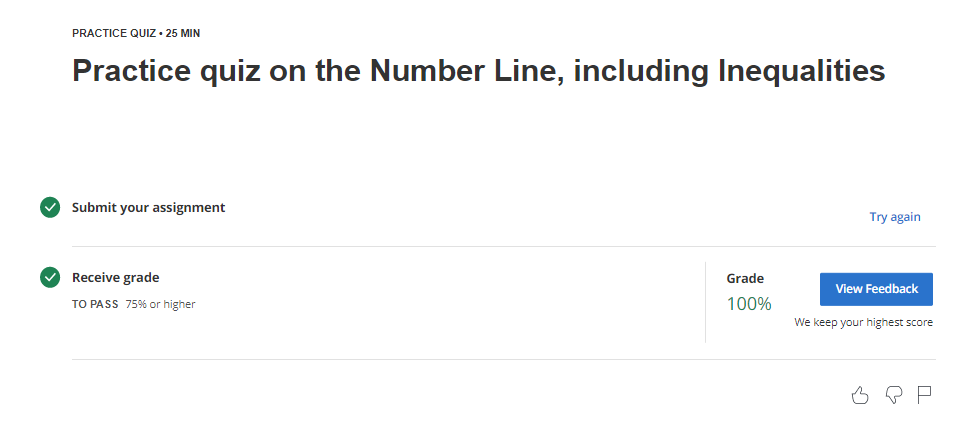 PRACTICE QUIZ • 25 MIN
Practice quiz on the Number Line, including Inequalities
Submit your assignment
Try again
Receive grade
TO PASS 75% or higher
Grade
100%
View Feedback
We keep your highest score